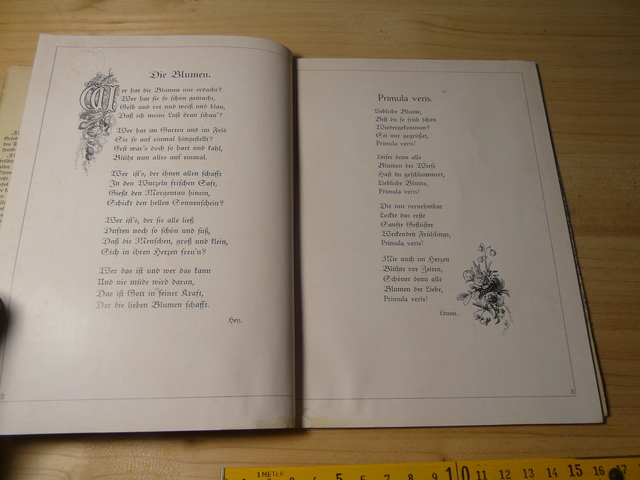 Die Blumen.
Wer hat die Blumen nur erdacht?
Wer hat sie so schön gemacht,
Gelb und rot und weiß und blau,
Daß ich meine Lust dran schau'?
Wer hat im Garten und im Feld
Sie so auf einmal hingestellt?
Erst war's doch so hart und kahl,
Blüht nun alles auf einmal.
Wer ist's, der ihnen allen schafft
In den Wurzeln frischen Saft,
Gießt den Morgentau hinein,
Schickt den hellen Sonnenschein?
Wer ist's, der sie alle ließ
Duften noch so schön und süß,
Daß die Menschen, groß und klein,
Sich in ihren Herzen freu'n?
Wer das ist und wer das kann
Und nie müde wird daran,
Das ist Gott in seiner Kraft,
Der die lieben Blumen schafft.
Hey.
2
Primula veris.
Liebliche Blume,
Bist du so früh schon
Wiedergekommen?
Sei mir gegrüßet,
Primula veris!
Leiser denn alle
Blumen der Wiese
Hast du geschlummert,
Liebliche Blume,
Primula veris!
Dir nur vernehmbar
Lockte das erste
Sanfte Geflüster
Weckenden Frühlings,
Primula veris!
Mir auch im Herzen
Blühte vor Zeiten,
Schöner denn alle
Blumen der Liebe,
Primula veris!
Lenau.
3
1 METER
5 6 7 8 9 10 11 12 13 14 15 16 17